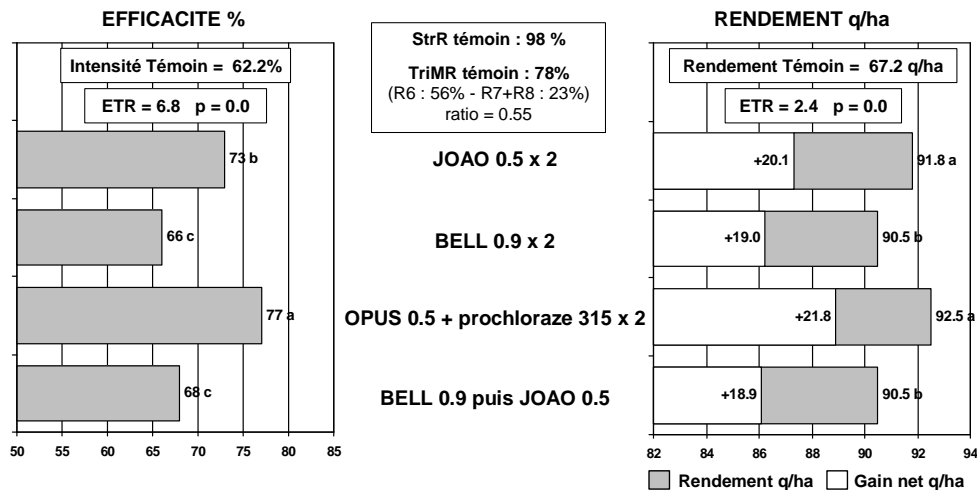 EFFICACITE %
RENDEMENT q/ha
Intensité Témoin = 62.2%
ETR = 6.8 p = 0.0
StrR témoin : 98 %
TriMR témoin : 78%
(R6 : 56% - R7+R8 : 23%)
ratio = 0.55
Rendement Témoin = 67.2 q/ha
ETR = 2.4 p = 0.0
73 b
JOAO 0.5 x 2
+20.1
91.8 a
66 c
BELL 0.9 x 2
+19.0
90.5 b
77 a
OPUS 0.5 + prochloraze 315 x 2
+21.8
92.5 a
68 c
BELL 0.9 puis JOAO 0.5
+18.9
90.5 b
50 55 60 65 70 75 80 85
82 84 86 88 90 92 94
Rendement q/ha
Gain net q/ha